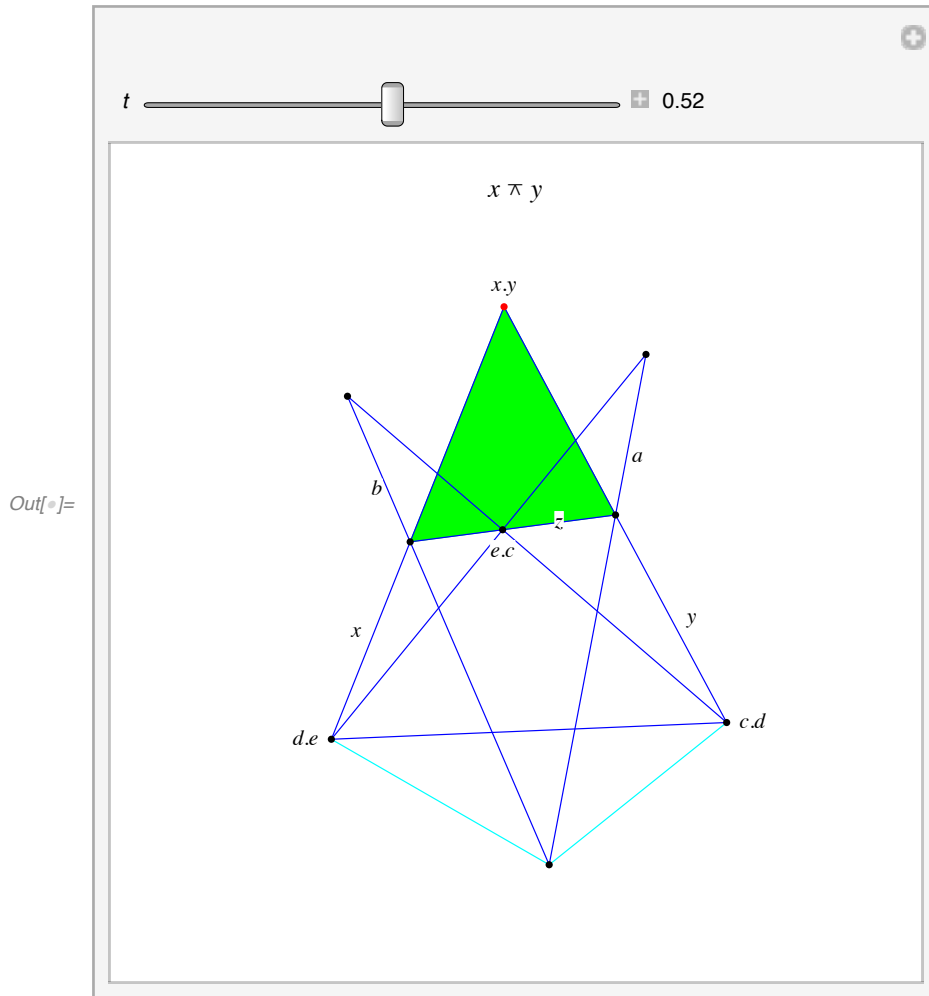 t 0.52
x ⊼ y
x.y
a
b
z
e.c
Out[•]=
x
y
d.e
c.d